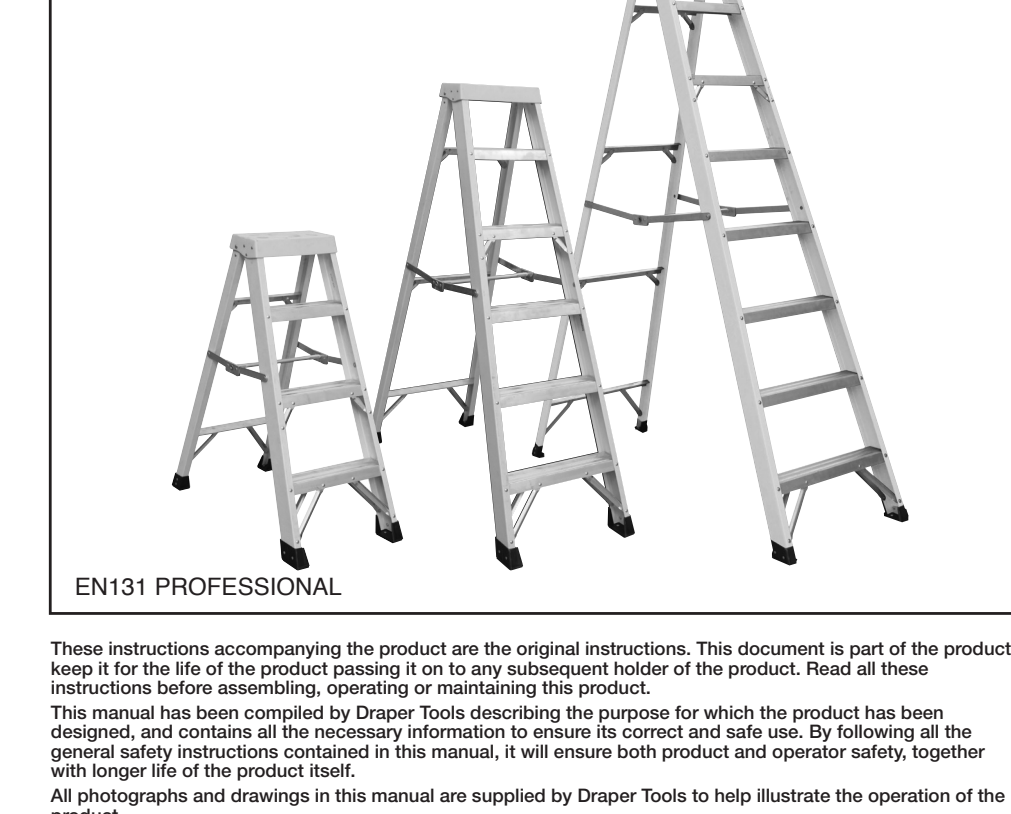 EN131 PROFESSIONAL
These instructions accompanying the product are the original instructions. This document is part of the product
keep it for the life of the product passing it on to any subsequent holder of the product. Read all these
instructions before assembling, operating or maintaining this product.
This manual has been compiled by Draper Tools describing the purpose for which the product has been
designed, and contains all the necessary information to ensure its correct and safe use. By following all the
general safety instructions contained in this manual, it will ensure both product and operator safety, together
with longer life of the product itself.
All photographs and drawings in this manual are supplied by Draper Tools to help illustrate the operation of the
product